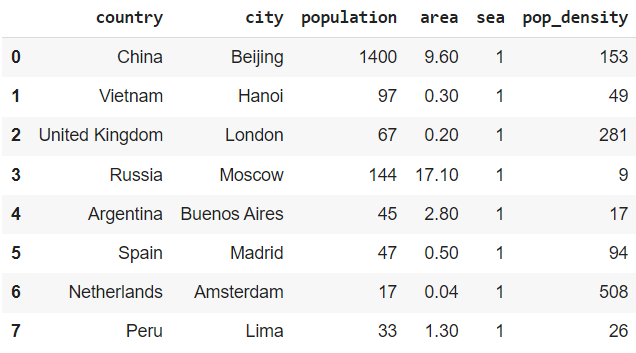 country city population area sea pop_density
0 China Beijing 1400 9.60 1 153
1 Vietnam Hanoi 97 0.30 1 49
2 United Kingdom London 67 0.20 1 281
3 Russia Moscow 144 17.10 1 9
4 Argentina Buenos Aires 45 2.80 1 17
5 Spain Madrid 47 0.50 1 94
6 Netherlands Amsterdam 17 0.04 1 508
7 Peru Lima 33 1.30 1 26